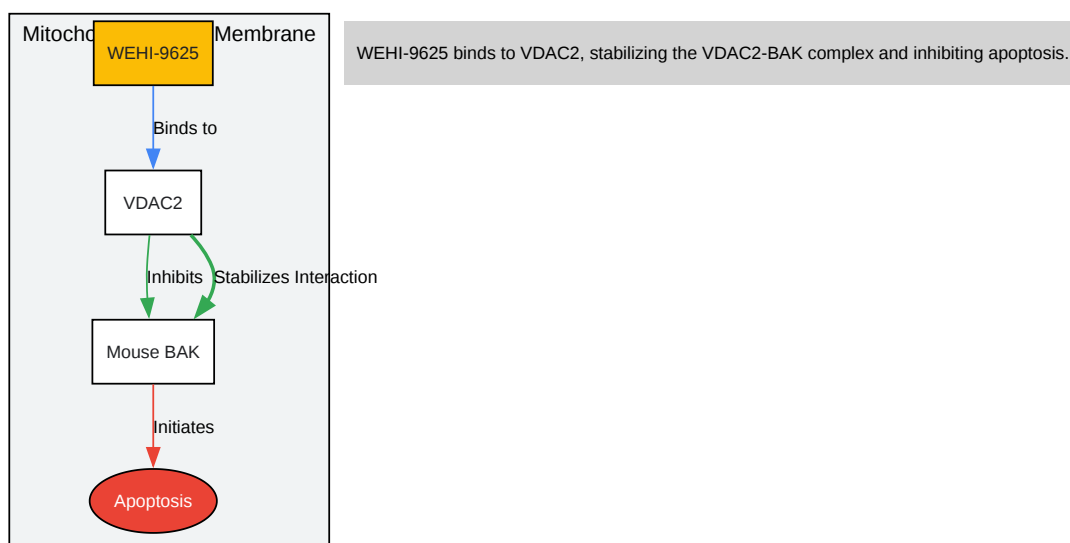 Mitocho Membrane
WEHI-9625
WEHI-9625 binds to VDAC2, stabilizing the VDAC2-BAK complex and inhibiting apoptosis.
Binds to
VDAC2
Inhibits
Stabilizes Interaction
Mouse BAK
Initiates
Apoptosis